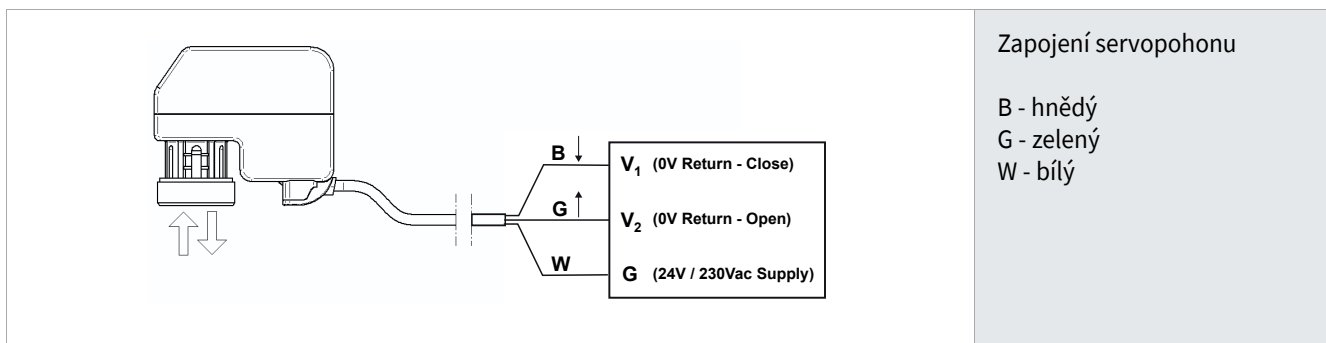 Zapojení servopohonu
B - hnědý
G - zelený
W - bílý
B
V1 (0V Return - Close)
G
V2 (0V Return - Open)
W
G (24V / 230Vac Supply)